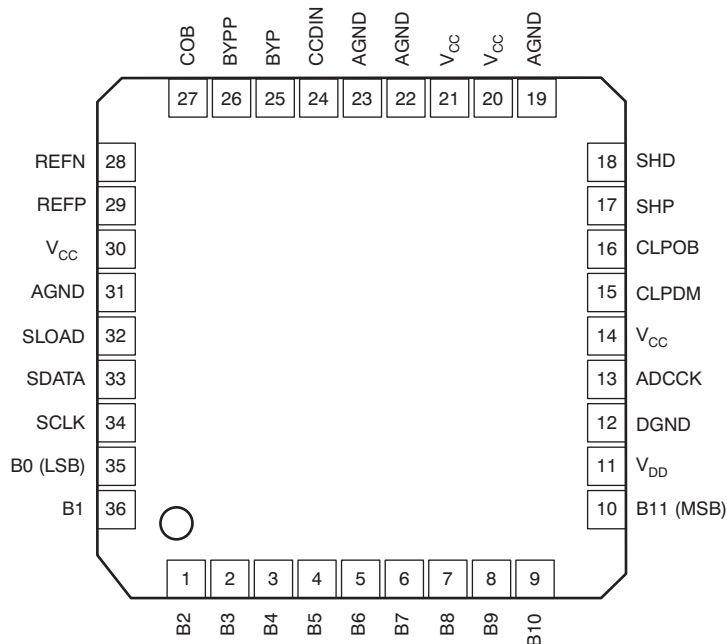 COB BYPP BYP CCDIN AGND AGND VCC VCC AGND
27 26 25 24 23 22 21 20 19
REFN 28 18 SHD
REFP 29 17 SHP
VCC 30 16 CLPOB
AGND 31 15 CLPDM
SLOAD 32 14 VCC
SDATA 33 13 ADCCK
SCLK 34 12 DGND
B0 (LSB) 35 11 VDD
B1 36 10 B11 (MSB)
1 2 3 4 5 6 7 8 9
B2 B3 B4 B5 B6 B7 B8 B9 B10